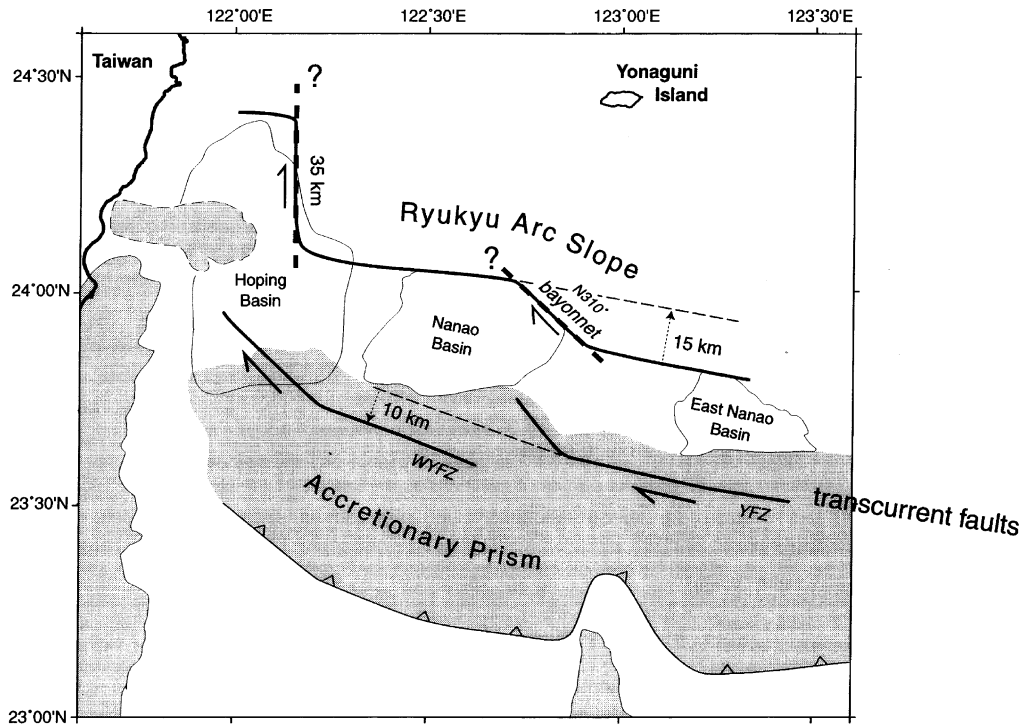 122°00'E 122°30'E 123°00'E 123°30'E
Taiwan
24°30'N
?
Yonaguni
Island
35 km
Ryukyu Arc Slope
?
24°00'N
Hoping
Basin
N310°
bayonnet
Nanao
Basin
15 km
10 km
East Nanao
Basin
WYFZ
23°30'N
transcurrent faults
YFZ
Accretionary Prism
23°00'N